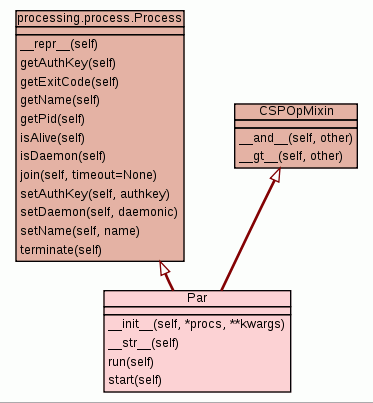 processing.process.Process
__repr__(self)
getAuthKey(self)
getExitCode(self)
getName(self)
getPid(self)
isAlive(self)
isDaemon(self)
join(self, timeout=None)
setAuthKey(self, authkey)
setDaemon(self, daemonic)
setName(self, name)
terminate(self)
CSPOpMixin
__and__(self, other)
__gt__(self, other)
Par
__init__(self, *procs, **kwargs)
__str__(self)
run(self)
start(self)